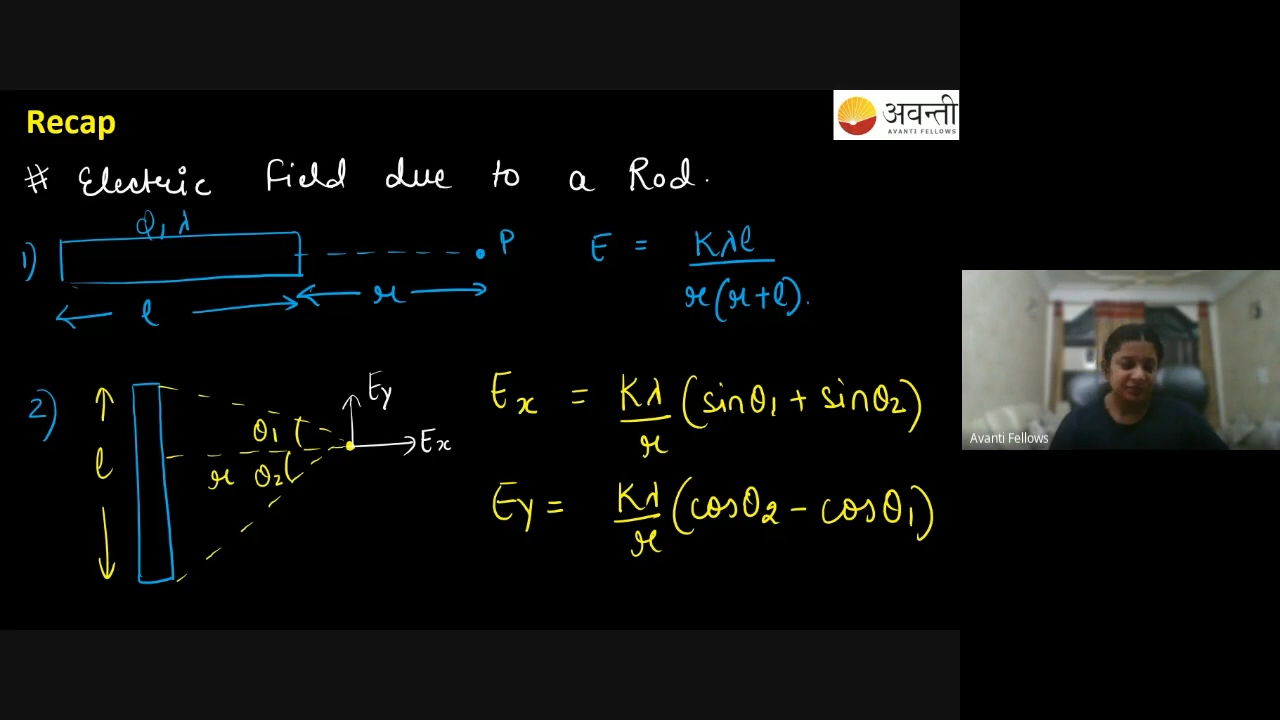 Recap
अवन्ती
AVANTI FELLOWS
# Electric Field due to a Rod.
1) Q, λ
P
l
r
E = Kλl / r(r+l).
2)
l
θ1
r θ2
Ey
Ex
Ex = Kλ/r (sinθ1 + sinθ2)
Ey = Kλ/r (cosθ2 - cosθ1)
Avanti Fellows